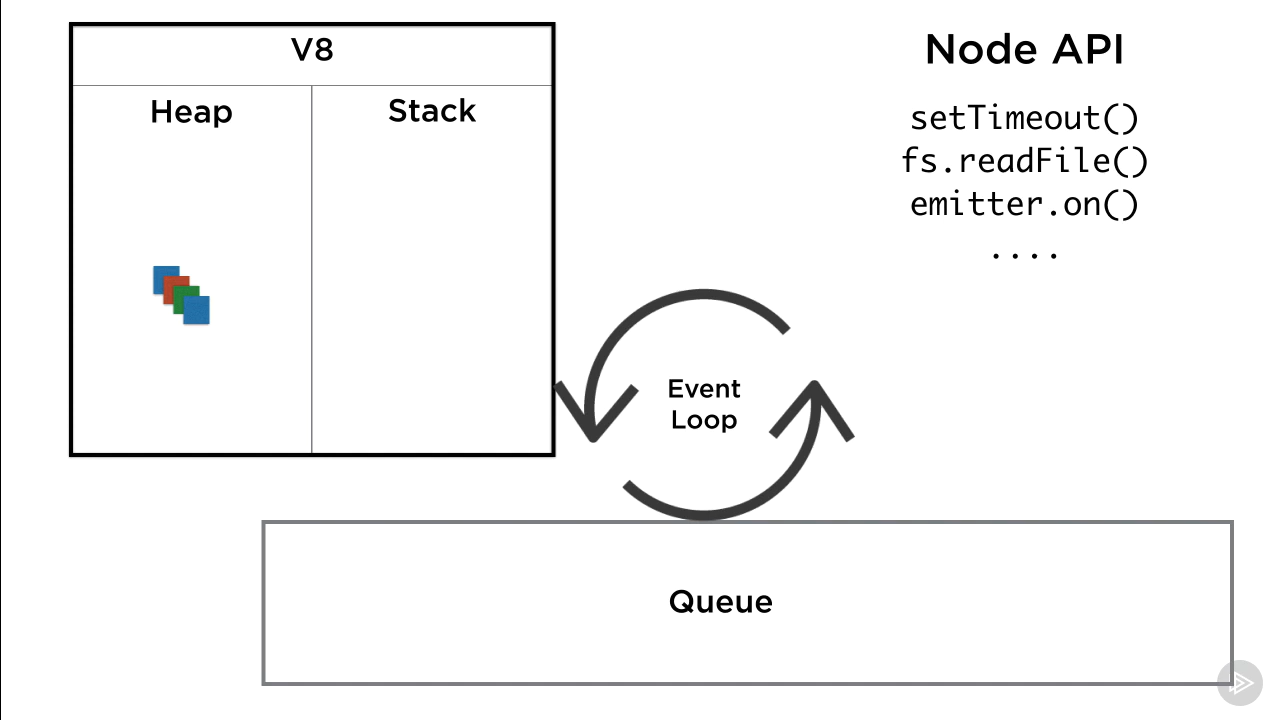 V8
Heap
Stack
Node API
setTimeout()
fs.readFile()
emitter.on()
....
Event
Loop
Queue